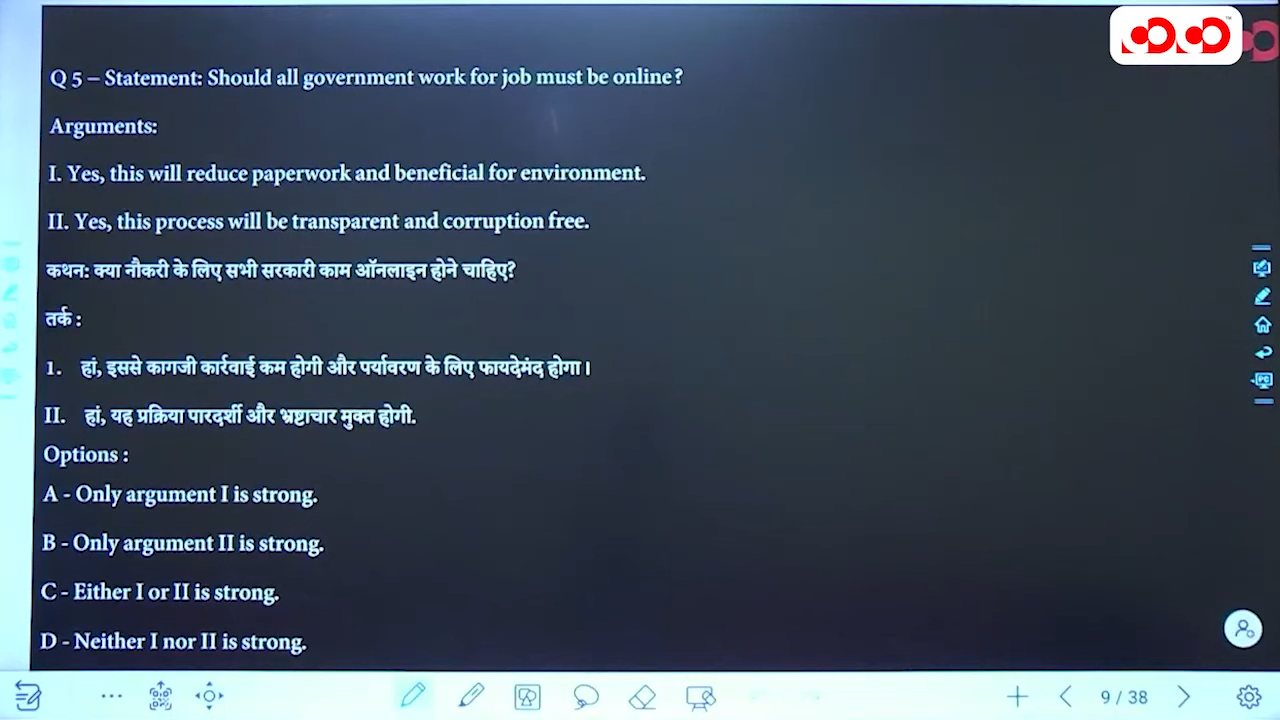 Q 5 – Statement: Should all government work for job must be online?
Arguments:
I. Yes, this will reduce paperwork and beneficial for environment.
II. Yes, this process will be transparent and corruption free.
कथन: क्या नौकरी के लिए सभी सरकारी काम ऑनलाइन होने चाहिए?
तर्क :
1. हां, इससे कागजी कार्रवाई कम होगी और पर्यावरण के लिए फायदेमंद होगा।
II. हां, यह प्रक्रिया पारदर्शी और भ्रष्टाचार मुक्त होगी.
Options :
A - Only argument I is strong.
B - Only argument II is strong.
C - Either I or II is strong.
D - Neither I nor II is strong.
9 / 38